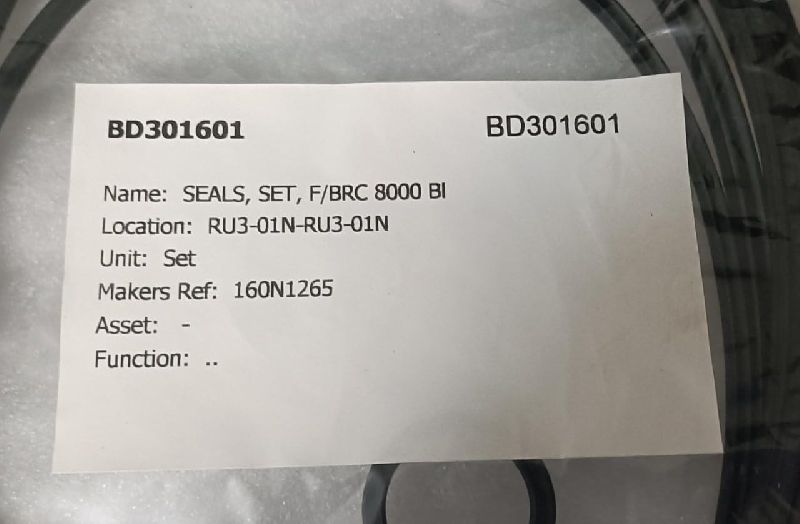 BD301601 BD301601
Name: SEALS, SET, F/BRC 8000 BI
Location: RU3-01N-RU3-01N
Unit: Set
Makers Ref: 160N1265
Asset: -
Function: ..